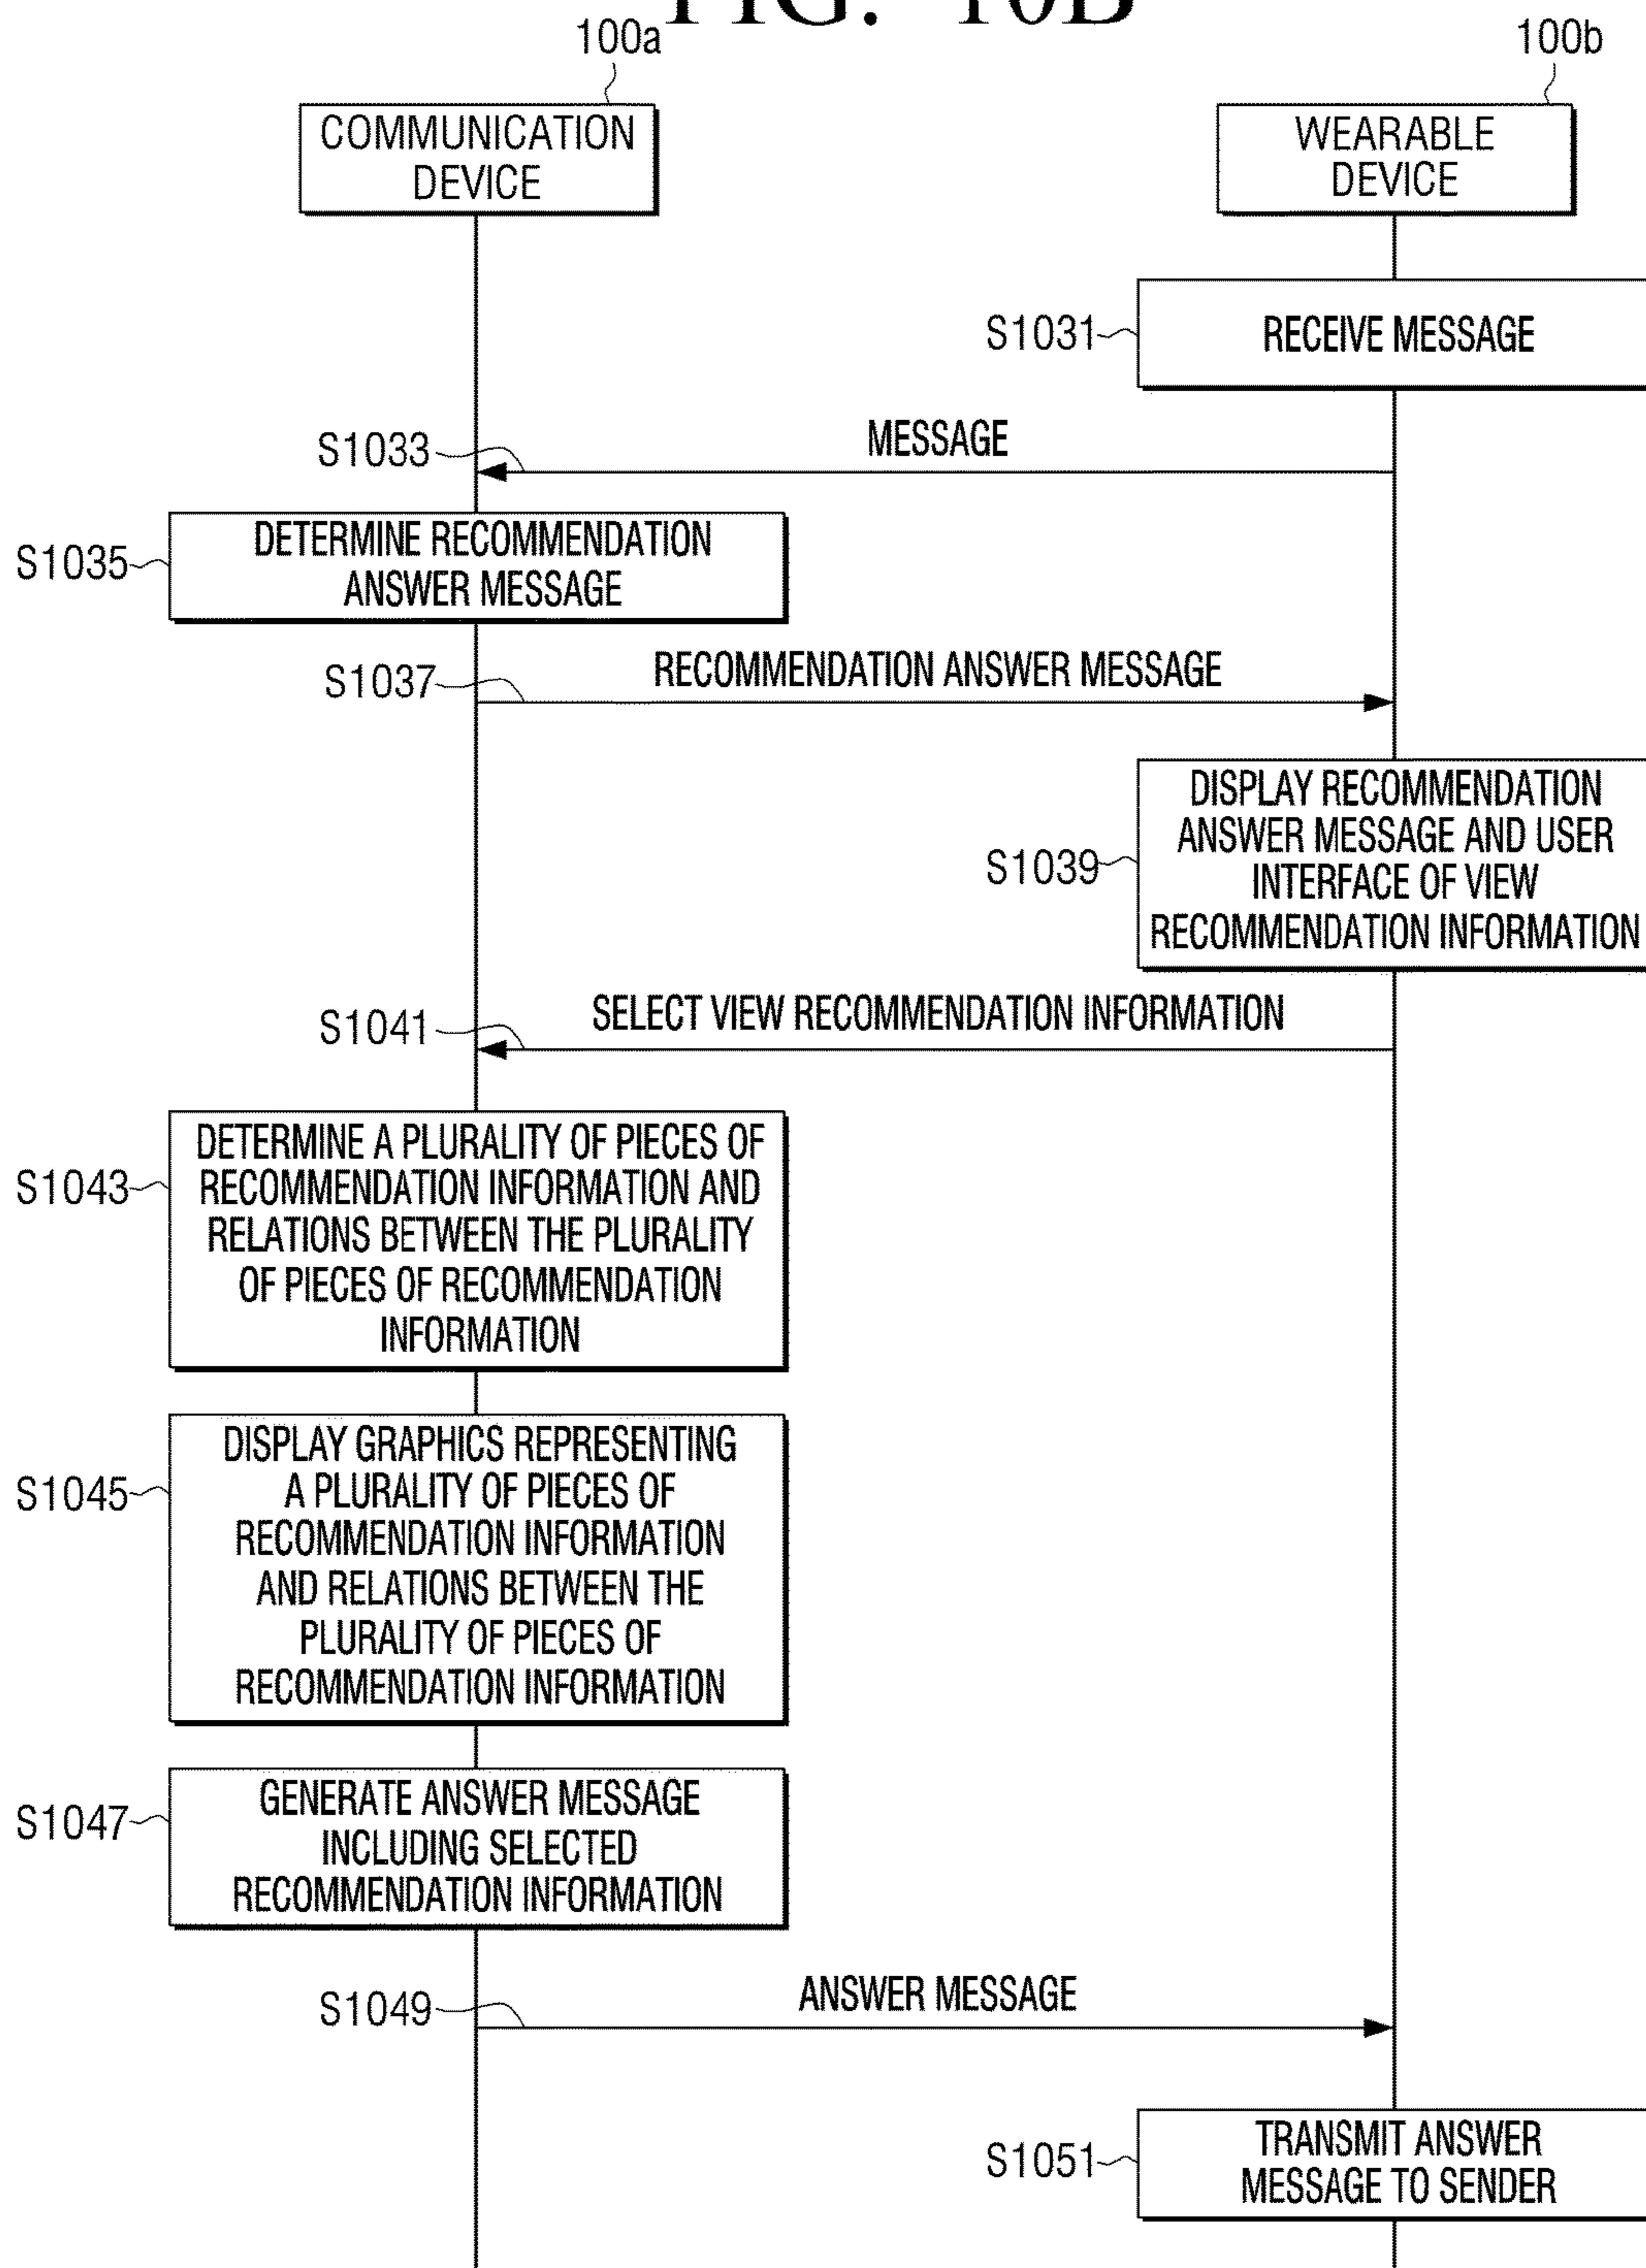 FIG. 10B
100a
100b
COMMUNICATION
DEVICE
WEARABLE
DEVICE
S1031
RECEIVE MESSAGE
S1033
MESSAGE
S1035
DETERMINE RECOMMENDATION
ANSWER MESSAGE
S1037
RECOMMENDATION ANSWER MESSAGE
S1039
DISPLAY RECOMMENDATION
ANSWER MESSAGE AND USER
INTERFACE OF VIEW
RECOMMENDATION INFORMATION
S1041
SELECT VIEW RECOMMENDATION INFORMATION
S1043
DETERMINE A PLURALITY OF PIECES OF
RECOMMENDATION INFORMATION AND
RELATIONS BETWEEN THE PLURALITY
OF PIECES OF RECOMMENDATION
INFORMATION
S1045
DISPLAY GRAPHICS REPRESENTING
A PLURALITY OF PIECES OF
RECOMMENDATION INFORMATION
AND RELATIONS BETWEEN THE
PLURALITY OF PIECES OF
RECOMMENDATION INFORMATION
S1047
GENERATE ANSWER MESSAGE
INCLUDING SELECTED
RECOMMENDATION INFORMATION
S1049
ANSWER MESSAGE
S1051
TRANSMIT ANSWER
MESSAGE TO SENDER